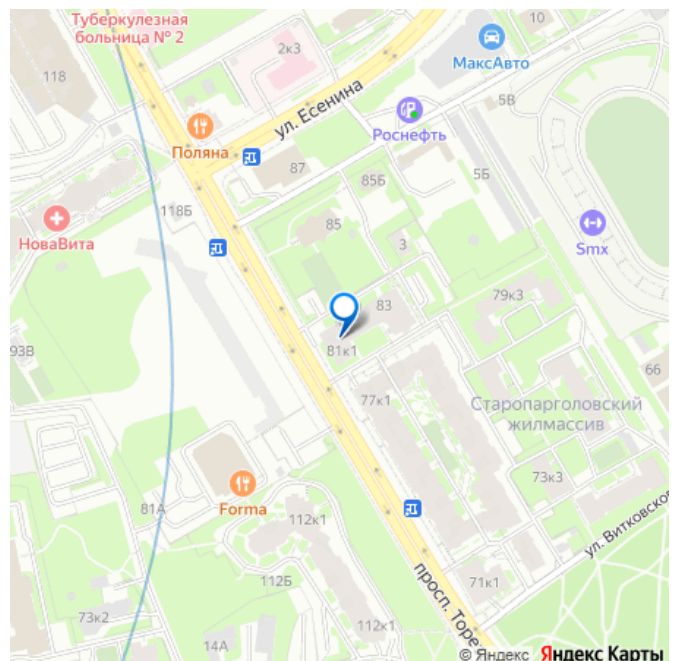 Туберкулезная
больница № 2
10
2к3
МаксАвто
118
5В
ул. Есенина
Роснефть
Поляна
87
85Б
5Б
118Б
85
НоваВита
3
Smx
79к3
83
93В
81к1
66
77к1
Старопарголовский
жилмассив
73к3
Forma
81А
112к1
ул. Витковско
просп. Торе
112Б
71к1
73к2
112к1
14А
© Яндекс Яндекс Карты